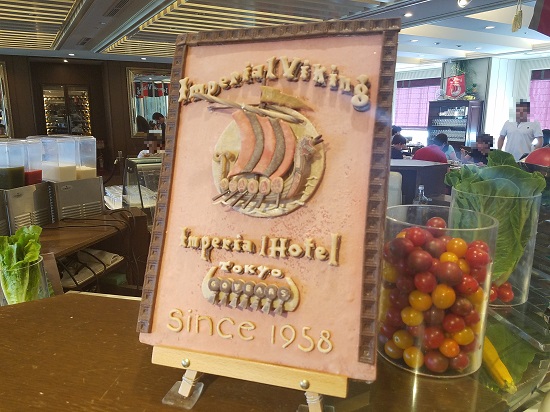 Imperial Viking
Imperial Hotel
TOKYO
since 1958